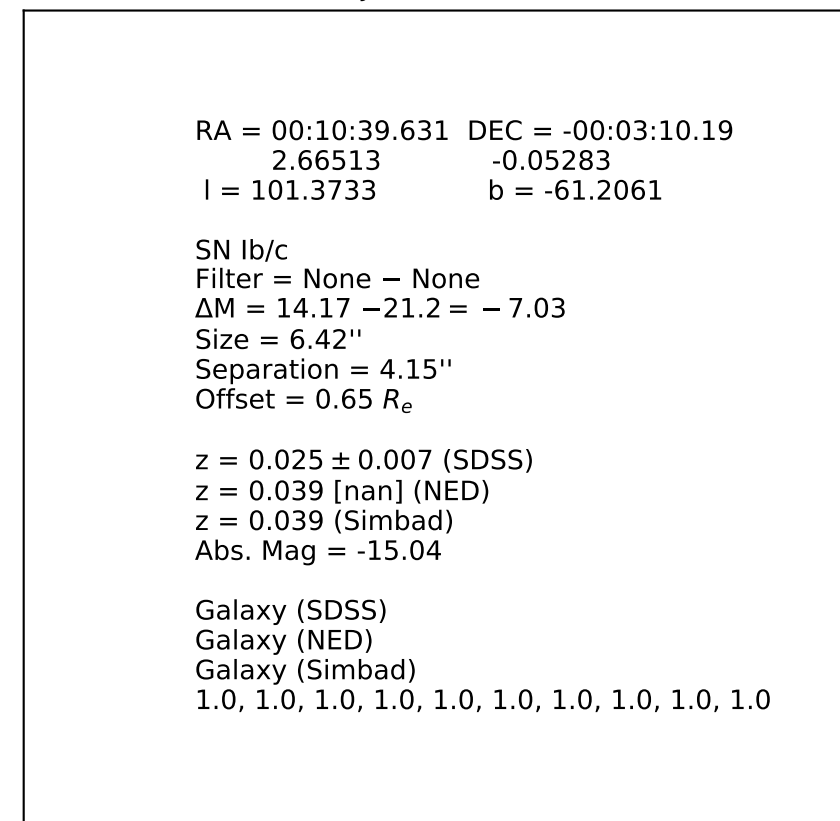 RA = 00:10:39.631  DEC = -00:03:10.19
2.66513  -0.05283
l = 101.3733  b = -61.2061
SN Ib/c
Filter = None − None
ΔM = 14.17 −21.2 = − 7.03
Size = 6.42''
Separation = 4.15''
Offset = 0.65 Re
z = 0.025 ± 0.007 (SDSS)
z = 0.039 [nan] (NED)
z = 0.039 (Simbad)
Abs. Mag = -15.04
Galaxy (SDSS)
Galaxy (NED)
Galaxy (Simbad)
1.0, 1.0, 1.0, 1.0, 1.0, 1.0, 1.0, 1.0, 1.0, 1.0